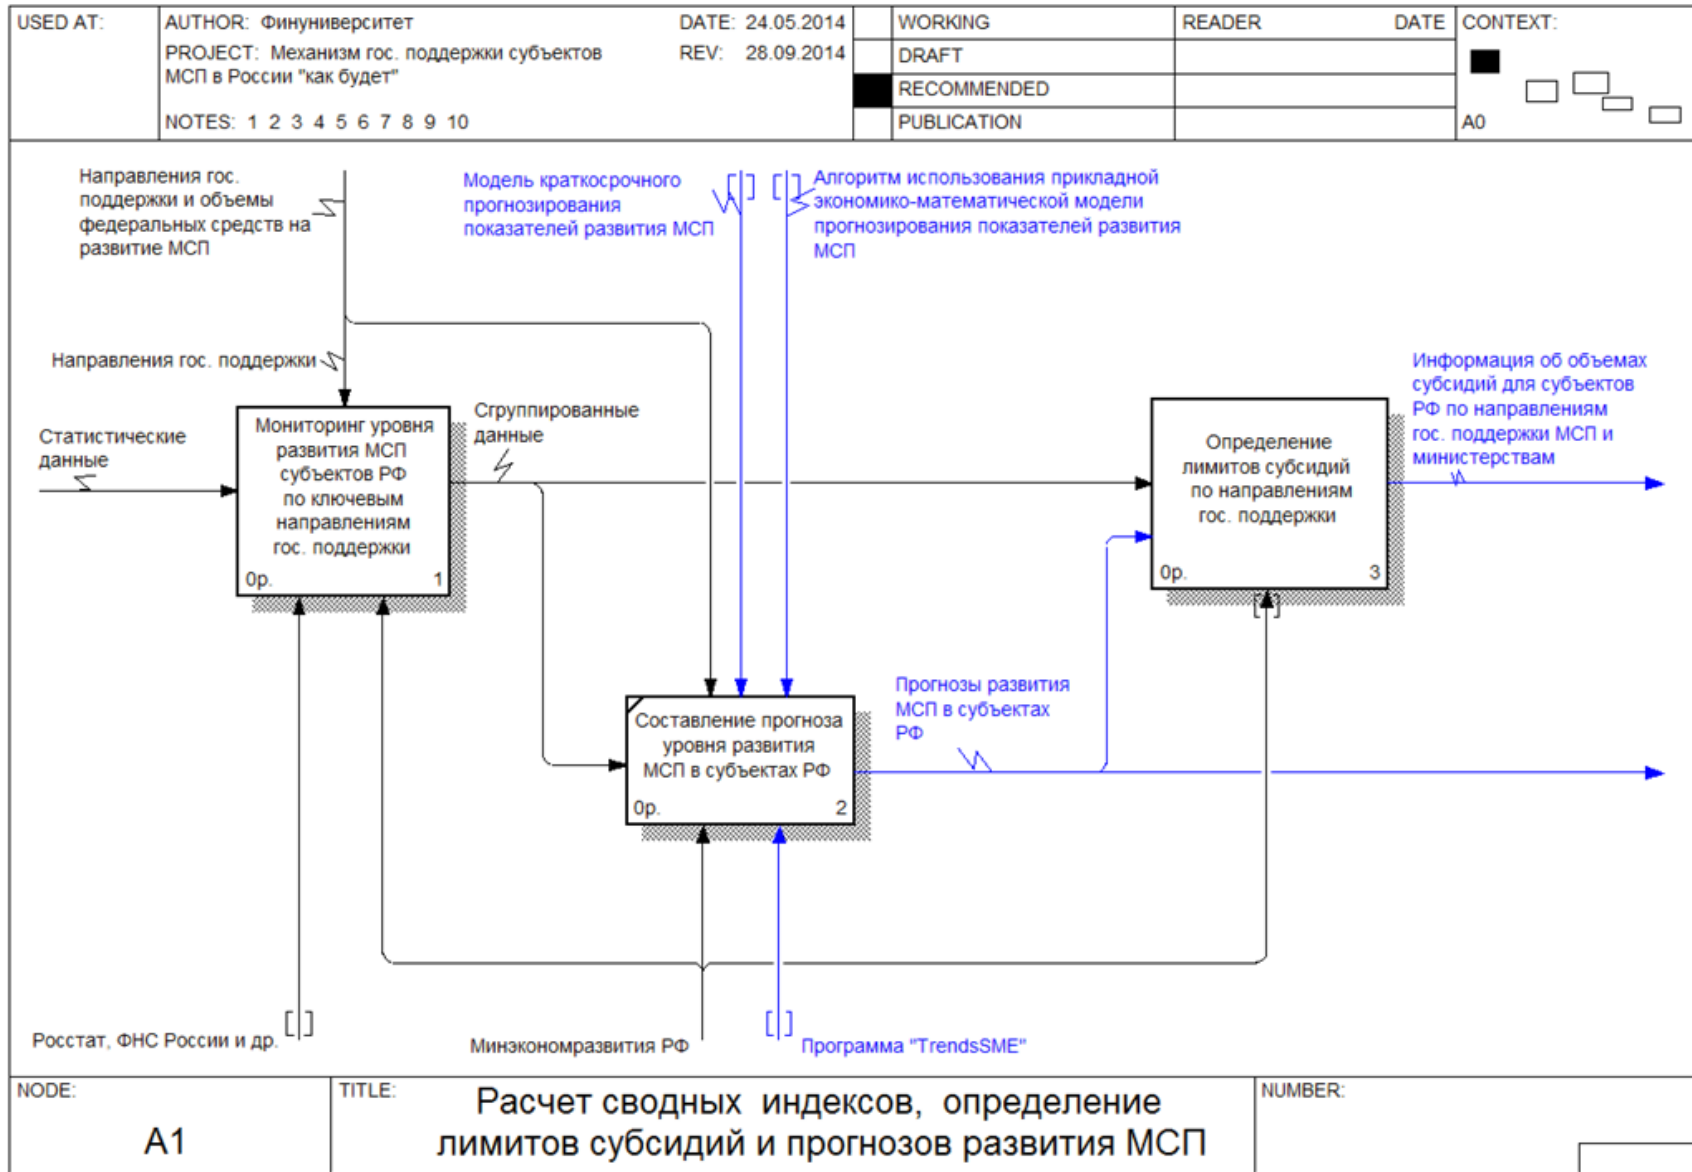 USED AT:
AUTHOR: Финуниверситет
DATE: 24.05.2014
PROJECT: Механизм гос. поддержки субъектов
МСП в России "как будет"
REV: 28.09.2014
NOTES: 1 2 3 4 5 6 7 8 9 10
WORKING
DRAFT
RECOMMENDED
PUBLICATION
READER
DATE
CONTEXT:
A0
Направления гос.
поддержки и объемы
федеральных средств на
развитие МСП
Модель краткосрочного
прогнозирования
показателей развития МСП
Алгоритм использования прикладной
экономико-математической модели
прогнозирования показателей развития
МСП
Направления гос. поддержки
Статистические
данные
Мониторинг уровня
развития МСП
субъектов РФ
по ключевым
направлениям
гос. поддержки
0р.
1
Сгруппированные
данные
Определение
лимитов субсидий
по направлениям
гос. поддержки
0р.
3
Информация об объемах
субсидий для субъектов
РФ по направлениям
гос. поддержки МСП и
министерствам
Составление прогноза
уровня развития
МСП в субъектах РФ
0р.
2
Прогнозы развития
МСП в субъектах
РФ
Росстат, ФНС России и др.
Минэкономразвития РФ
Программа "TrendsSME"
NODE:
A1
TITLE:
Расчет сводных индексов, определение
лимитов субсидий и прогнозов развития МСП
NUMBER: